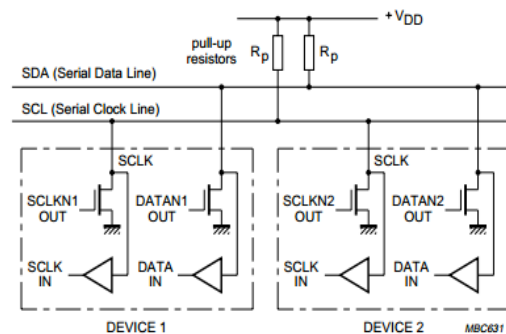 + VDD
pull-up
resistors
Rp
Rp
SDA (Serial Data Line)
SCL (Serial Clock Line)
SCLK
SCLK
SCLKN1
OUT
DATAN1
OUT
SCLKN2
OUT
DATAN2
OUT
SCLK
IN
DATA
IN
SCLK
IN
DATA
IN
DEVICE 1
DEVICE 2
MBC631